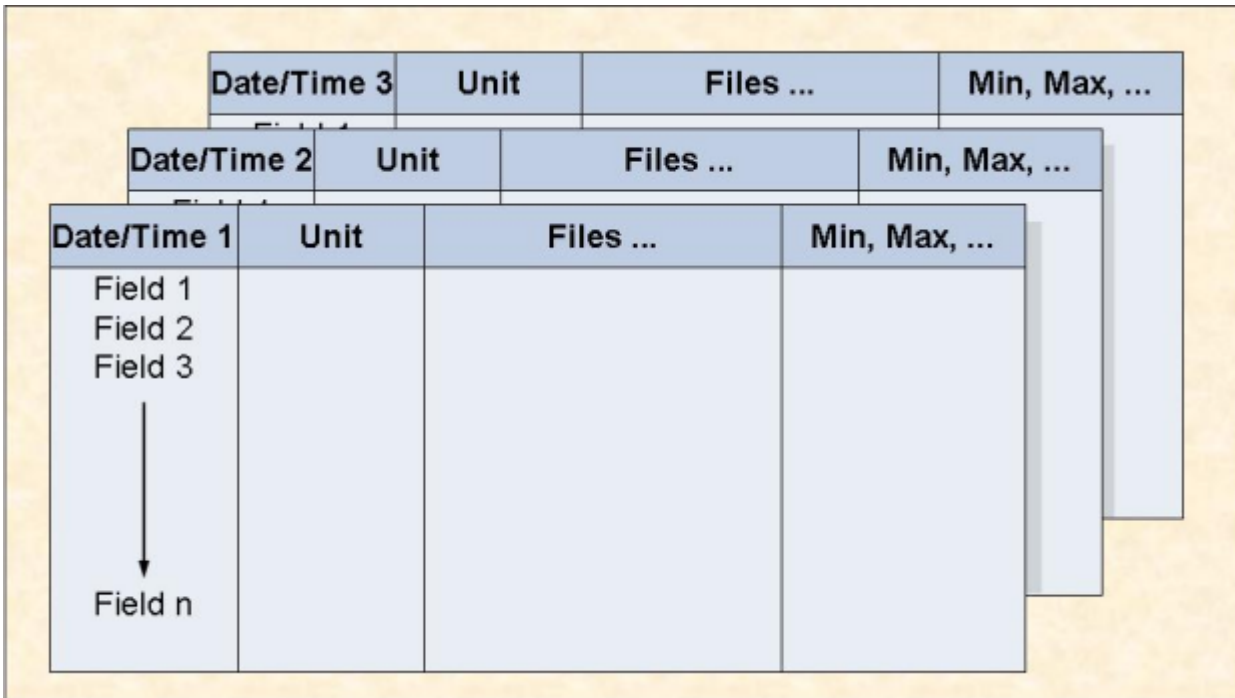 Date/Time 3 Unit Files ... Min, Max, ...
Date/Time 2 Unit Files ... Min, Max, ...
Date/Time 1 Unit Files ... Min, Max, ...
Field 1
Field 2
Field 3
Field n